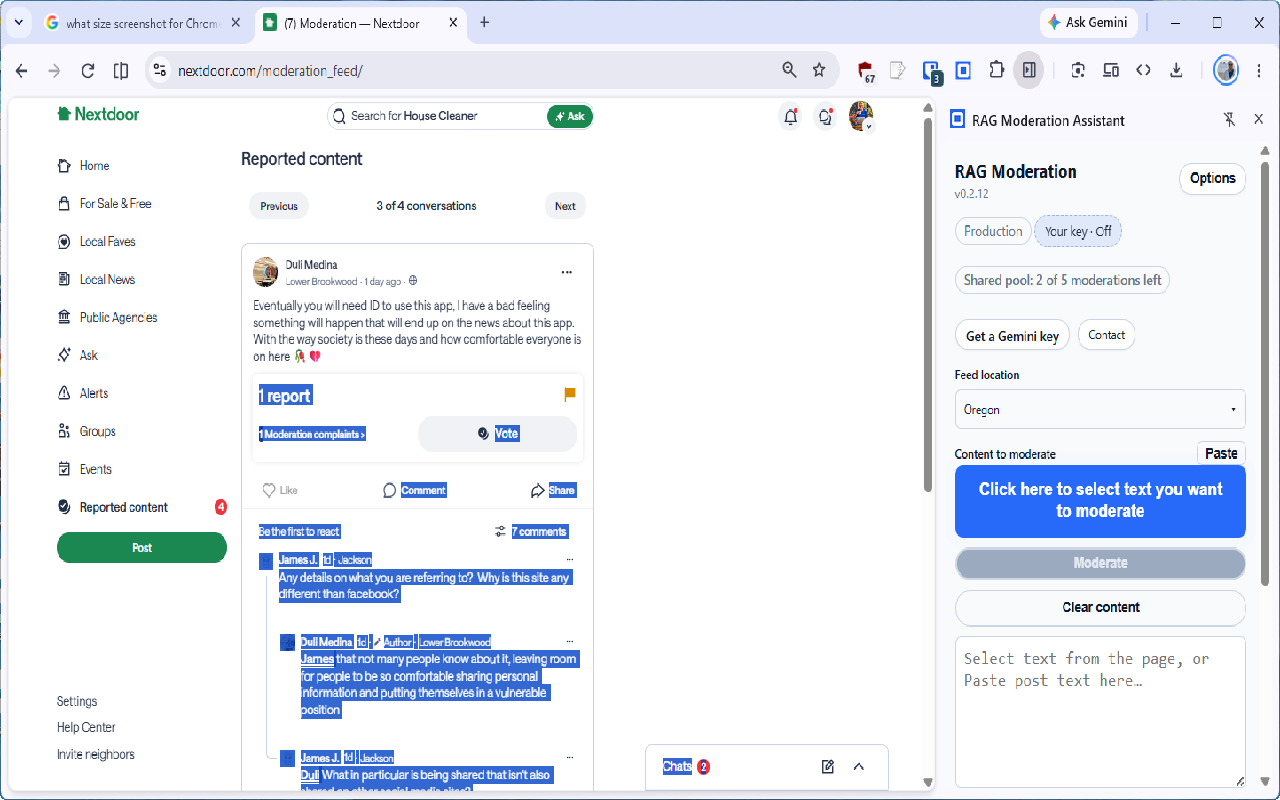 what size screenshot for Chrome
(7) Moderation — Nextdoor
Ask Gemini
nextdoor.com/moderation_feed/
67
3
Nextdoor
Search for House Cleaner
Ask
Home
For Sale & Free
Local Faves
Local News
Public Agencies
Ask
Alerts
Groups
Events
Reported content
4
Post
Settings
Help Center
Invite neighbors
Reported content
Previous
3 of 4 conversations
Next
Duli Medina
Lower Brookwood · 1 day ago ·
Eventually you will need ID to use this app, I have a bad feeling
something will happen that will end up on the news about this app.
With the way society is these days and how comfortable everyone is
on here 🥀 💔
1 report
1 Moderation complaints >
Vote
Like
Comment
Share
Be the first to react
7 comments
James J. 1d · Jackson
Any details on what you are referring to? Why is this site any
different than facebook?
Duli Medina 1d · Author · Lower Brookwood
James that not many people know about it, leaving room
for people to be so comfortable sharing personal
information and putting themselves in a vulnerable
position
James J. 1d · Jackson
Duli What in particular is being shared that isn't also
shared on other social media sites?
Chats 2
RAG Moderation Assistant
RAG Moderation
v0.2.12
Options
Production
Your key · Off
Shared pool: 2 of 5 moderations left
Get a Gemini key
Contact
Feed location
Oregon
Content to moderate
Paste
Click here to select text you want
to moderate
Moderate
Clear content
Select text from the page, or
Paste post text here…